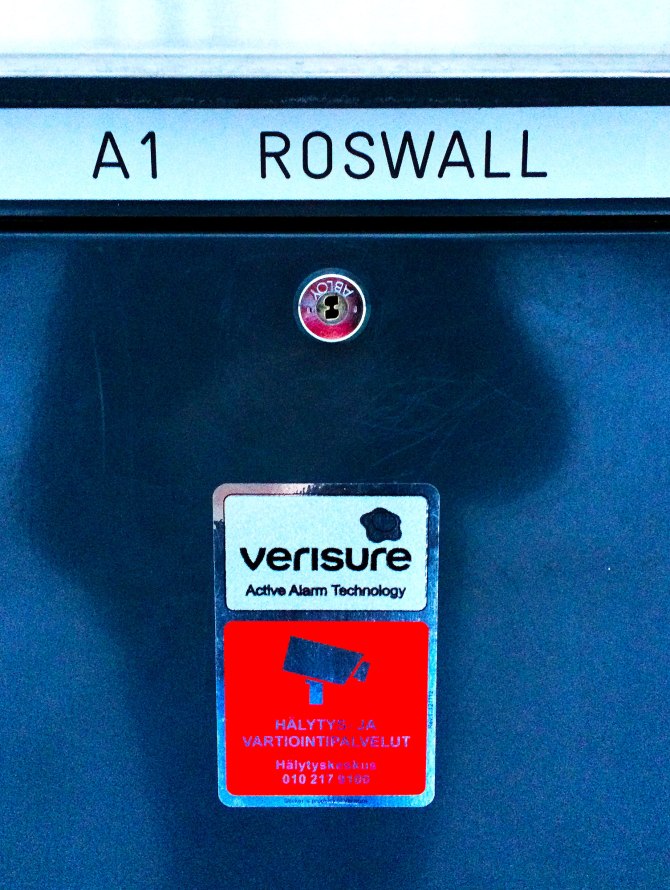 A1 ROSWALL
ABLOY
verisure
Active Alarm Technology
HÄLYTYS- JA
VARTIOINTIPALVELUT
Hälytyskeskus
010 217 9100